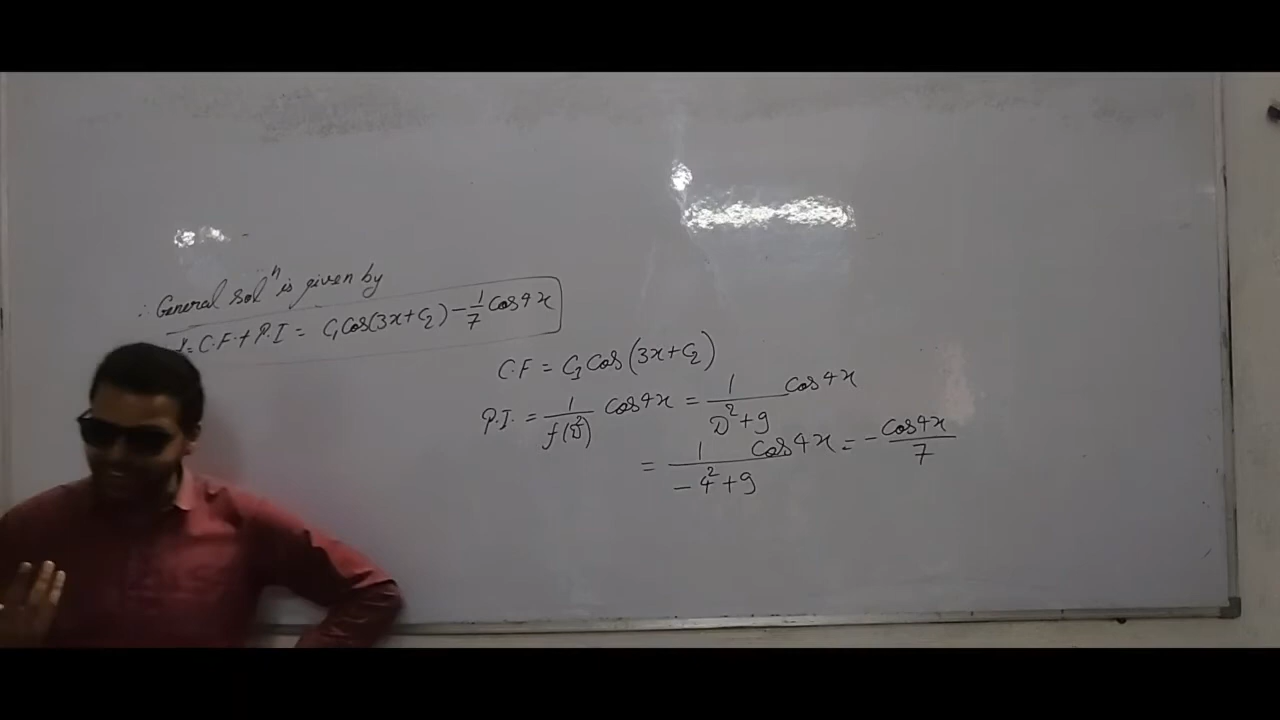 ∴ General solⁿ is given by
y = C.F. + P.I = C₁Cos(3x+C₂) - 1/7 Cos4x
C.F = C₁Cos(3x+C₂)
P.I. = 1/f(D²) Cos4x = 1/D²+9 Cos4x
= 1/-4²+9 Cos4x = - Cos4x/7